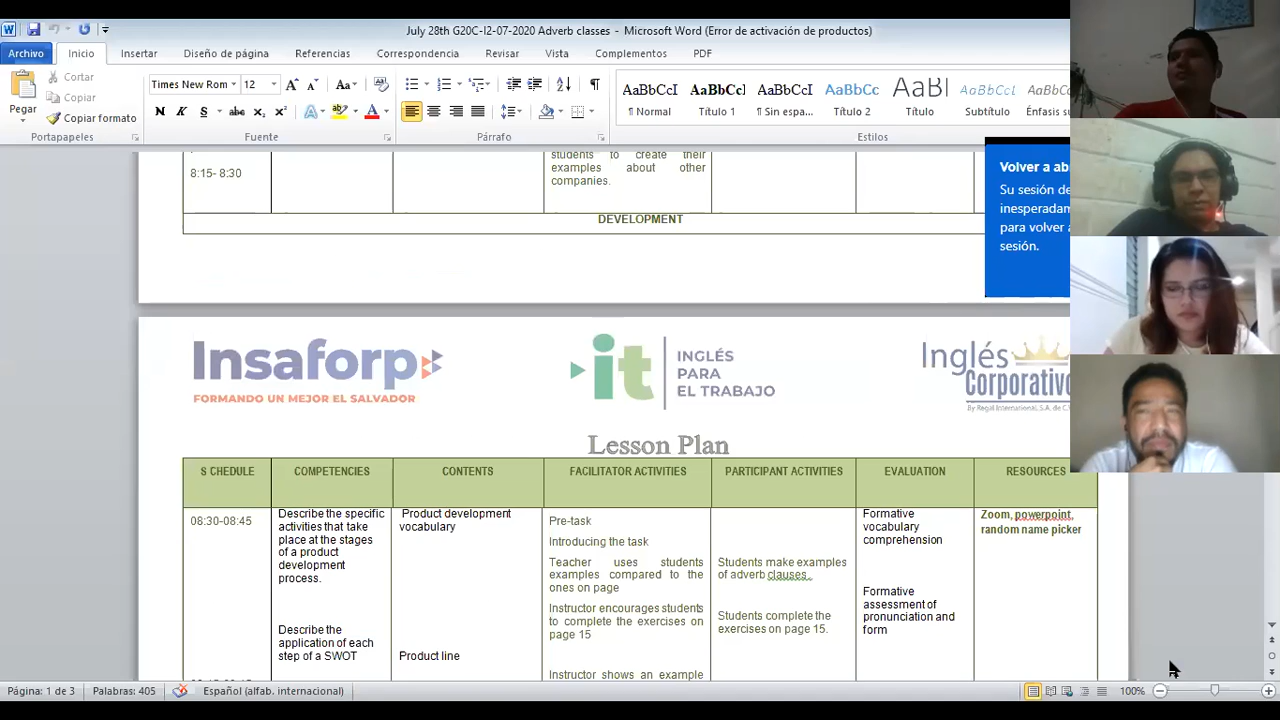 July 28th G20C-I2-07-2020 Adverb classes - Microsoft Word (Error de activación de productos)
Archivo Inicio Insertar Diseño de página Referencias Correspondencia Revisar Vista Complementos PDF
Pegar
Cortar
Copiar
Copiar formato
Portapapeles
Times New Rom 12
Fuente
Párrafo
AaBbCcI AaBbCcI AaBbCcI AaBbCc AaBl AaBbCcI AaBbCcI
¶ Normal Título 1 ¶ Sin espa... Título 2 Título Subtítulo Énfasis su
Estilos
8:15- 8:30
students to create their
examples about other
companies.
DEVELOPMENT
Volver a ab
Su sesión de
inesperadam
para volver a
sesión.
Insaforp
FORMANDO UN MEJOR EL SALVADOR
it
INGLÉS
PARA
EL TRABAJO
Inglés
Corporativo
By Regal International, S.A. de C.V
Lesson Plan
S CHEDULE COMPETENCIES CONTENTS FACILITATOR ACTIVITIES PARTICIPANT ACTIVITIES EVALUATION RESOURCES
08:30-08:45
Describe the specific
activities that take
place at the stages
of a product
development
process.
Describe the
application of each
step of a SWOT
Product development
vocabulary
Product line
Pre-task
Introducing the task
Teacher uses students
examples compared to the
ones on page
Instructor encourages students
to complete the exercises on
page 15
Instructor shows an example
Students make examples
of adverb clauses.
Students complete the
exercises on page 15.
Formative
vocabulary
comprehension
Formative
assessment of
pronunciation and
form
Zoom, powerpoint,
random name picker
Página: 1 de 3 Palabras: 405 Español (alfab. internacional) 100%